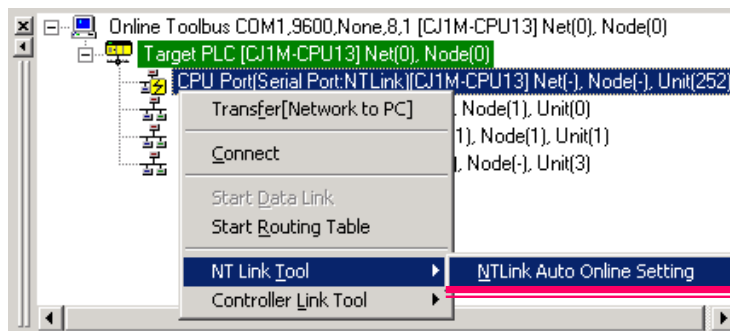 Online Toolbus COM1,9600,None,8,1 [CJ1M-CPU13] Net(0), Node(0)
Target PLC [CJ1M-CPU13] Net(0), Node(0)
CPU Port(Serial Port:NTLink)[CJ1M-CPU13] Net(-), Node(-), Unit(252)
Transfer[Network to PC]
, Node(1), Unit(0)
Connect
1), Node(1), Unit(1)
), Node(-), Unit(3)
Start Data Link
Start Routing Table
NT Link Tool
NTLink Auto Online Setting
Controller Link Tool